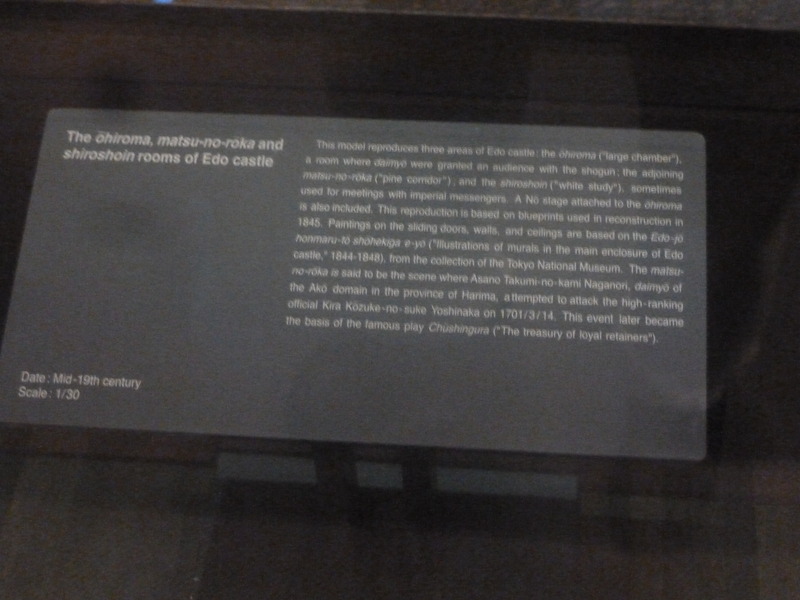 The ōhiroma, matsu-no-rōka and
shiroshoin rooms of Edo castle
This model reproduces three areas of Edo castle: the ōhiroma ("large chamber"),
a room where daimyō were granted an audience with the shogun; the adjoining
matsu-no-rōka ("pine corridor"); and the shiroshoin ("white study"), sometimes
used for meetings with imperial messengers. A Nō stage attached to the ōhiroma
is also included. This reproduction is based on blueprints used in reconstruction in
1845. Paintings on the sliding doors, walls, and ceilings are based on the Edo-jō
honmaru-tō shōhekiga e-yō ("Illustrations of murals in the main enclosure of Edo
castle," 1844-1848), from the collection of the Tokyo National Museum. The matsu-
no-rōka is said to be the scene where Asano Takumi-no-kami Naganori, daimyō of
the Akō domain in the province of Harima, attempted to attack the high-ranking
official Kira Kōzuke-no-suke Yoshinaka on 1701/3/14. This event later became
the basis of the famous play Chūshingura ("The treasury of loyal retainers").
Date: Mid-19th century
Scale: 1/30